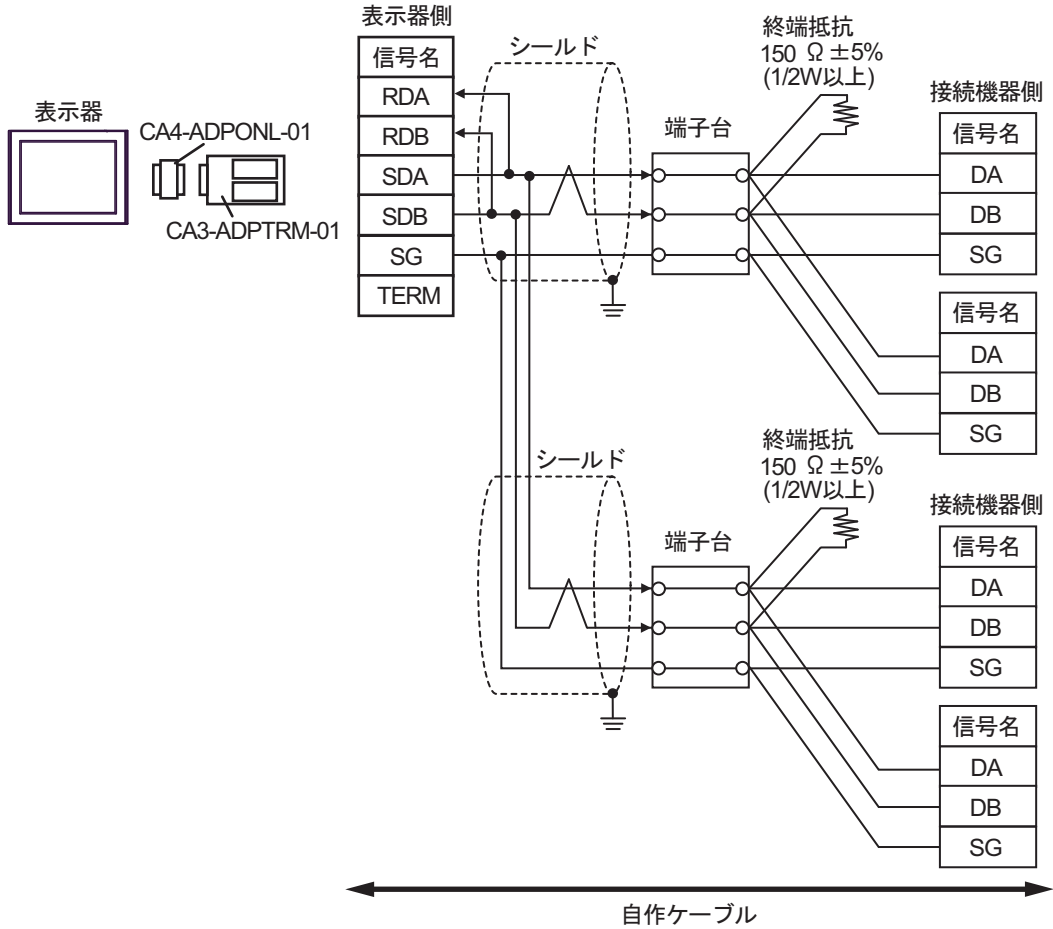 表示器
CA4-ADPONL-01
CA3-ADPTRM-01
表示器側
信号名
RDA
RDB
SDA
SDB
SG
TERM
シールド
端子台
終端抵抗
150 Ω ±5%
(1/2W以上)
接続機器側
信号名
DA
DB
SG
信号名
DA
DB
SG
シールド
端子台
終端抵抗
150 Ω ±5%
(1/2W以上)
接続機器側
信号名
DA
DB
SG
信号名
DA
DB
SG
自作ケーブル